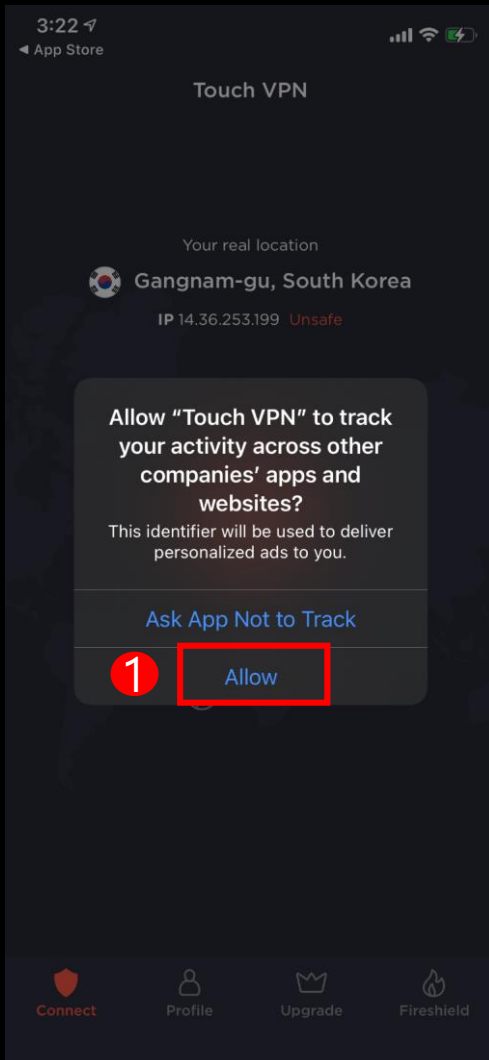 3:22
◀ App Store
Touch VPN
Your real location
Gangnam-gu, South Korea
IP 14.36.253.199 Unsafe
Allow “Touch VPN” to track
your activity across other
companies’ apps and
websites?
This identifier will be used to deliver
personalized ads to you.
Ask App Not to Track
1
Allow
Connect
Profile
Upgrade
Fireshield